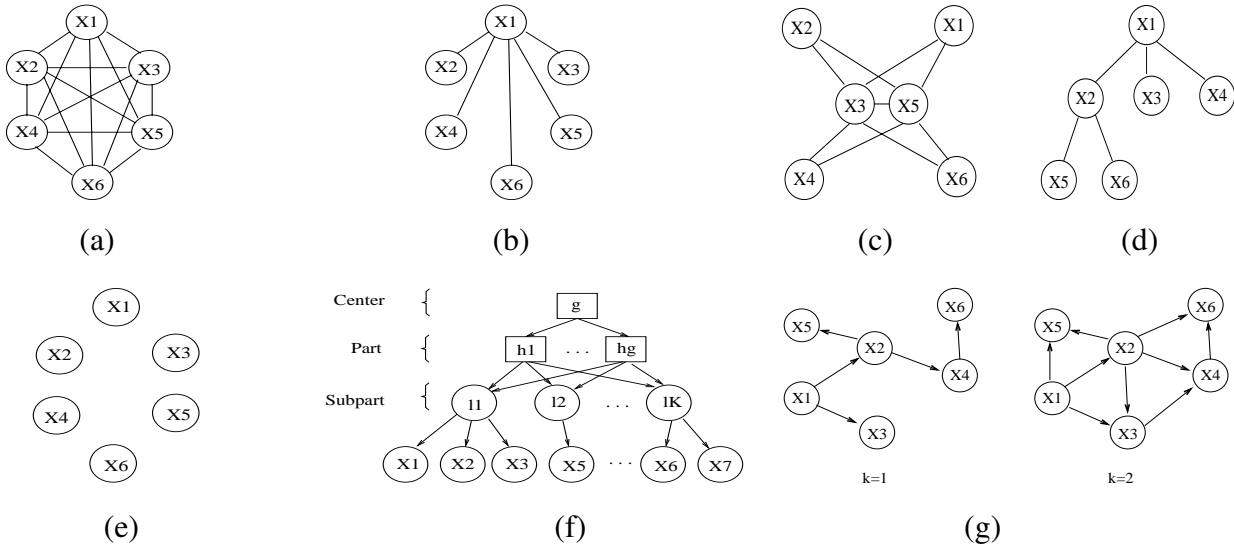 X1
X2 X3
X4 X5
X6
(a)
X1
X2 X3
X4 X5
X6
(b)
X2 X1
X3 X5
X4 X6
(c)
X1
X2 X3 X4
X5 X6
(d)
X1
X2 X3
X4 X5
X6
(e)
Center g
Part h1 . . . hg
Subpart l1 l2 . . . lK
X1 X2 X3 X5 . . . X6 X7
(f)
X6
X5 X2
X4
X1
X3
k=1
X6
X5 X2
X4
X1
X3
k=2
(g)